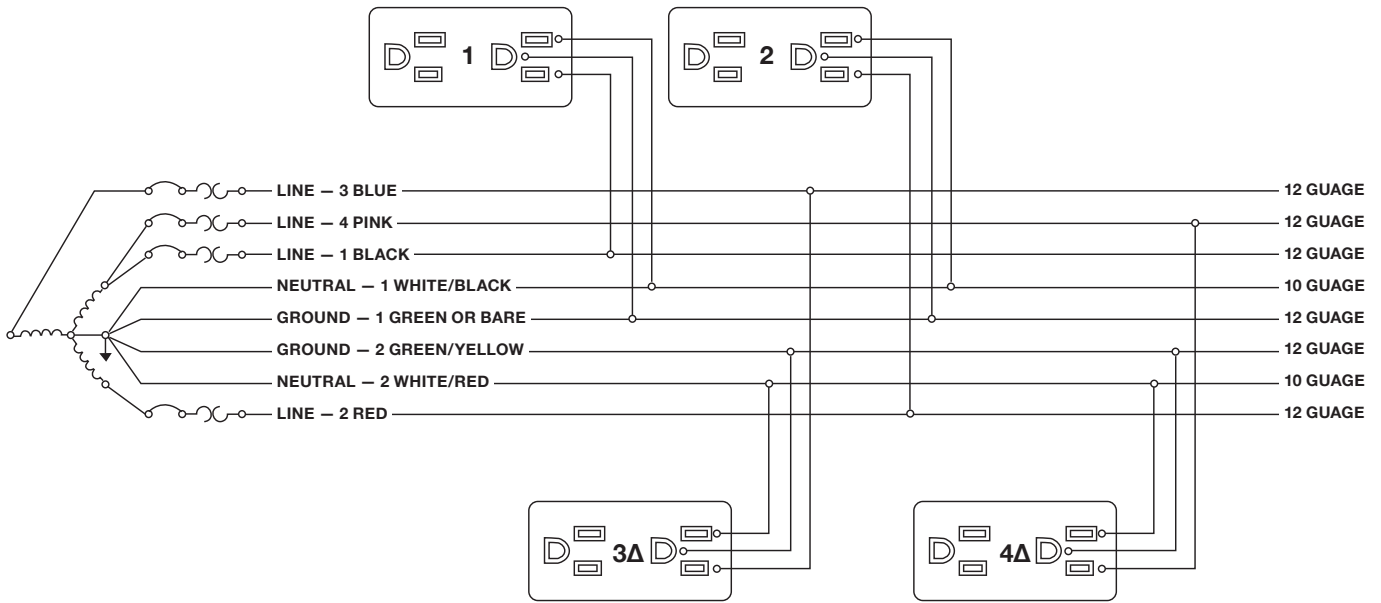 1
2
LINE — 3 BLUE
12 GUAGE
LINE — 4 PINK
12 GUAGE
LINE — 1 BLACK
12 GUAGE
NEUTRAL — 1 WHITE/BLACK
10 GUAGE
GROUND — 1 GREEN OR BARE
12 GUAGE
GROUND — 2 GREEN/YELLOW
12 GUAGE
NEUTRAL — 2 WHITE/RED
10 GUAGE
LINE — 2 RED
12 GUAGE
3Δ
4Δ